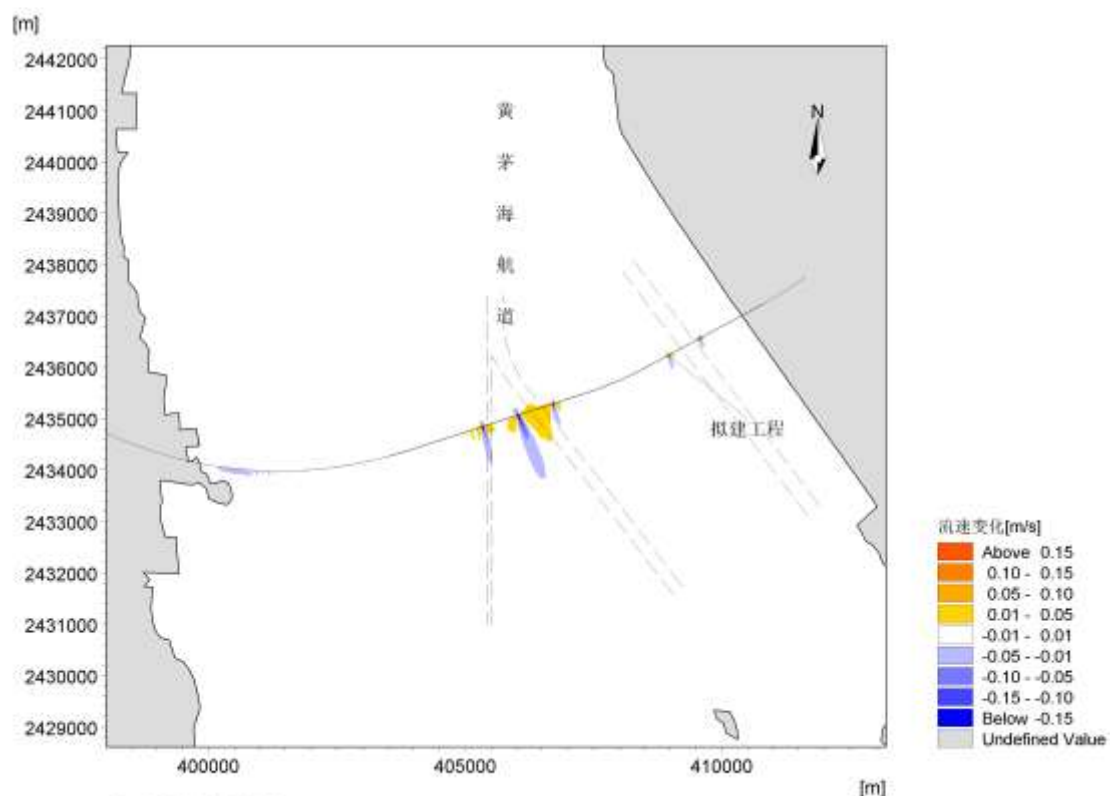 [m]
2442000
2441000
2440000
2439000
2438000
2437000
2436000
2435000
2434000
2433000
2432000
2431000
2430000
2429000
黄
茅
海
航
道
N
拟建工程
400000
405000
410000
[m]
流速变化[m/s]
Above 0.15
0.10 - 0.15
0.05 - 0.10
0.01 - 0.05
-0.01 - 0.01
-0.05 - -0.01
-0.10 - -0.05
-0.15 - -0.10
Below -0.15
Undefined Value